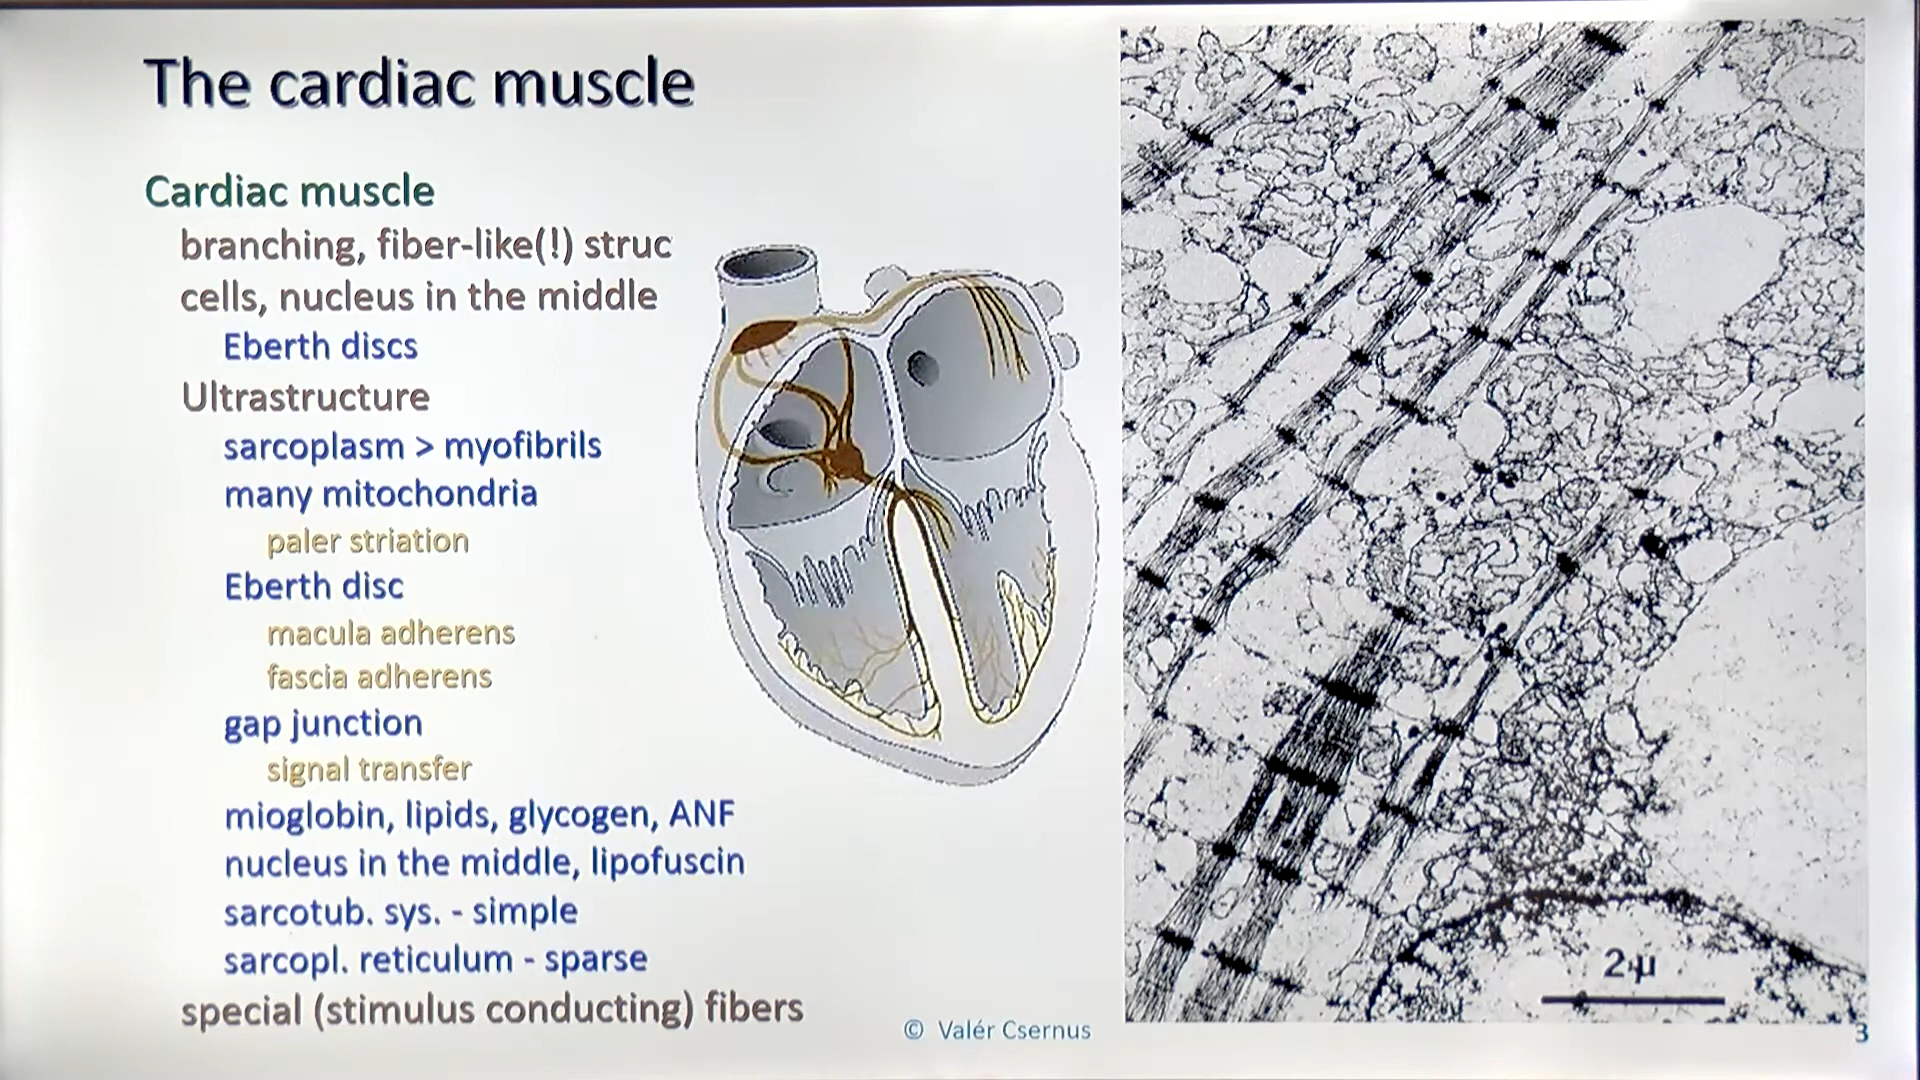 The cardiac muscle
Cardiac muscle
branching, fiber-like(!) struc
cells, nucleus in the middle
Eberth discs
Ultrastructure
sarcoplasm > myofibrils
many mitochondria
paler striation
Eberth disc
macula adherens
fascia adherens
gap junction
signal transfer
mioglobin, lipids, glycogen, ANF
nucleus in the middle, lipofuscin
sarcotub. sys. - simple
sarcopl. reticulum - sparse
special (stimulus conducting) fibers
© Valér Csernus
2µ
3